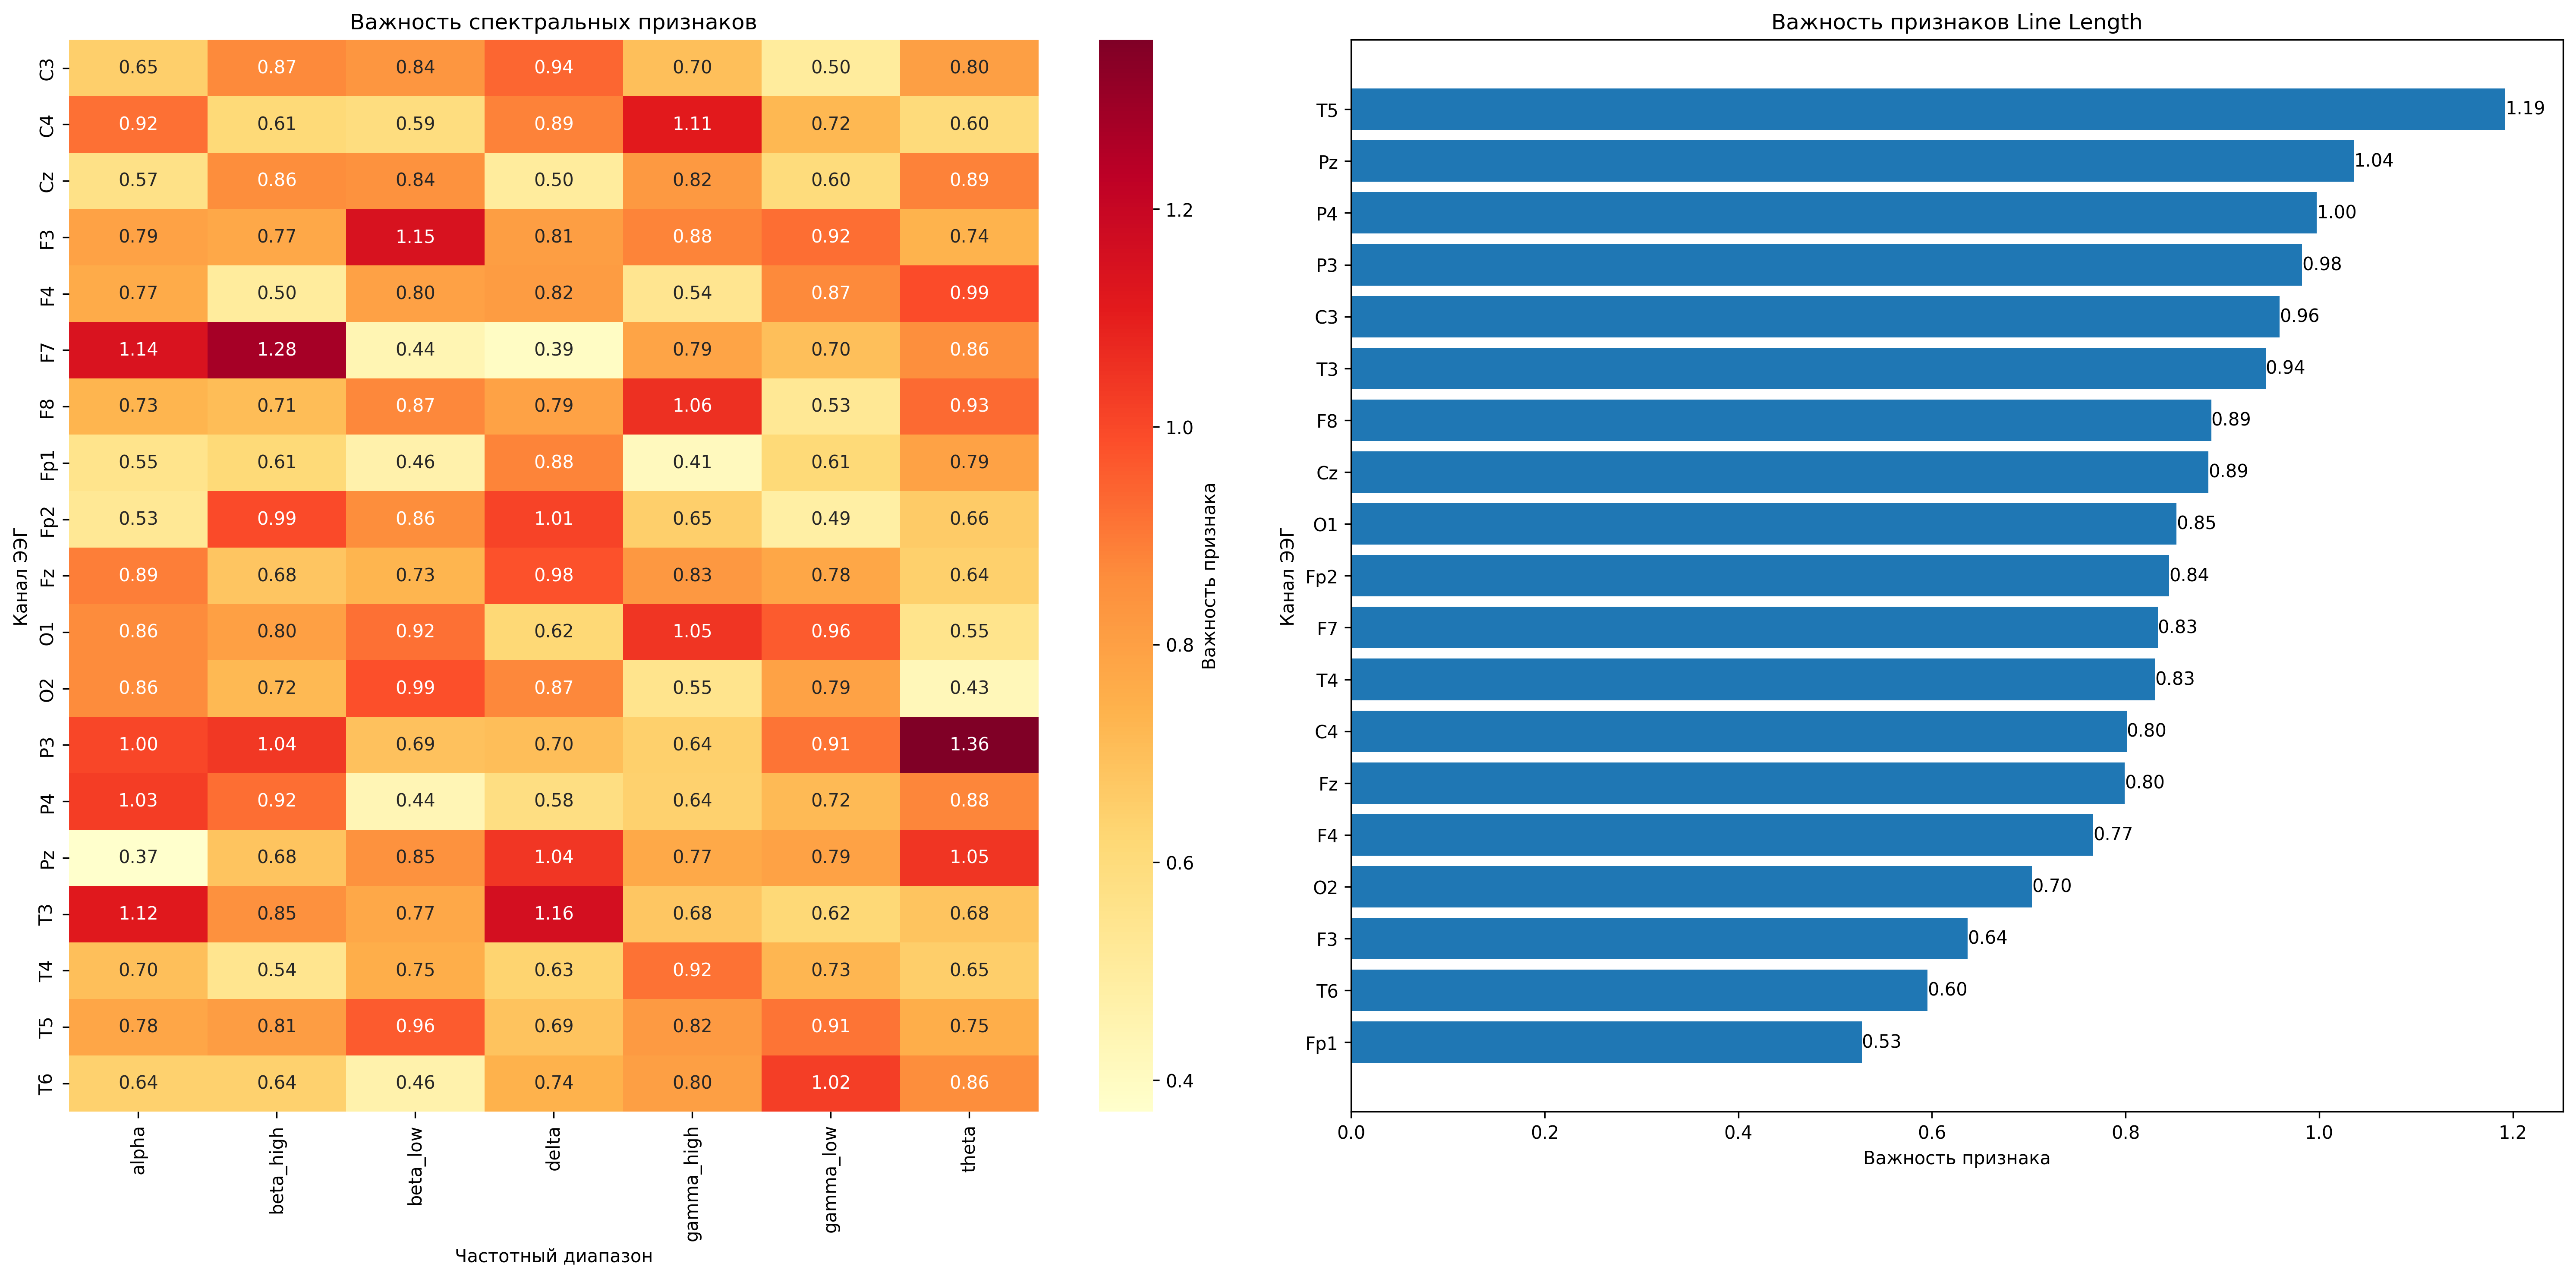 Важность спектральных признаков
Канал ЭЭГ
C3 0.65 0.87 0.84 0.94 0.70 0.50 0.80
C4 0.92 0.61 0.59 0.89 1.11 0.72 0.60
Cz 0.57 0.86 0.84 0.50 0.82 0.60 0.89
F3 0.79 0.77 1.15 0.81 0.88 0.92 0.74
F4 0.77 0.50 0.80 0.82 0.54 0.87 0.99
F7 1.14 1.28 0.44 0.39 0.79 0.70 0.86
F8 0.73 0.71 0.87 0.79 1.06 0.53 0.93
Fp1 0.55 0.61 0.46 0.88 0.41 0.61 0.79
Fp2 0.53 0.99 0.86 1.01 0.65 0.49 0.66
Fz 0.89 0.68 0.73 0.98 0.83 0.78 0.64
O1 0.86 0.80 0.92 0.62 1.05 0.96 0.55
O2 0.86 0.72 0.99 0.87 0.55 0.79 0.43
P3 1.00 1.04 0.69 0.70 0.64 0.91 1.36
P4 1.03 0.92 0.44 0.58 0.64 0.72 0.88
Pz 0.37 0.68 0.85 1.04 0.77 0.79 1.05
T3 1.12 0.85 0.77 1.16 0.68 0.62 0.68
T4 0.70 0.54 0.75 0.63 0.92 0.73 0.65
T5 0.78 0.81 0.96 0.69 0.82 0.91 0.75
T6 0.64 0.64 0.46 0.74 0.80 1.02 0.86
alpha beta_high beta_low delta gamma_high gamma_low theta
Частотный диапазон
1.2
1.0
0.8
0.6
0.4
Важность признака
Важность признаков Line Length
Канал ЭЭГ
T5 1.19
Pz 1.04
P4 1.00
P3 0.98
C3 0.96
T3 0.94
F8 0.89
Cz 0.89
O1 0.85
Fp2 0.84
F7 0.83
T4 0.83
C4 0.80
Fz 0.80
F4 0.77
O2 0.70
F3 0.64
T6 0.60
Fp1 0.53
0.0 0.2 0.4 0.6 0.8 1.0 1.2
Важность признака